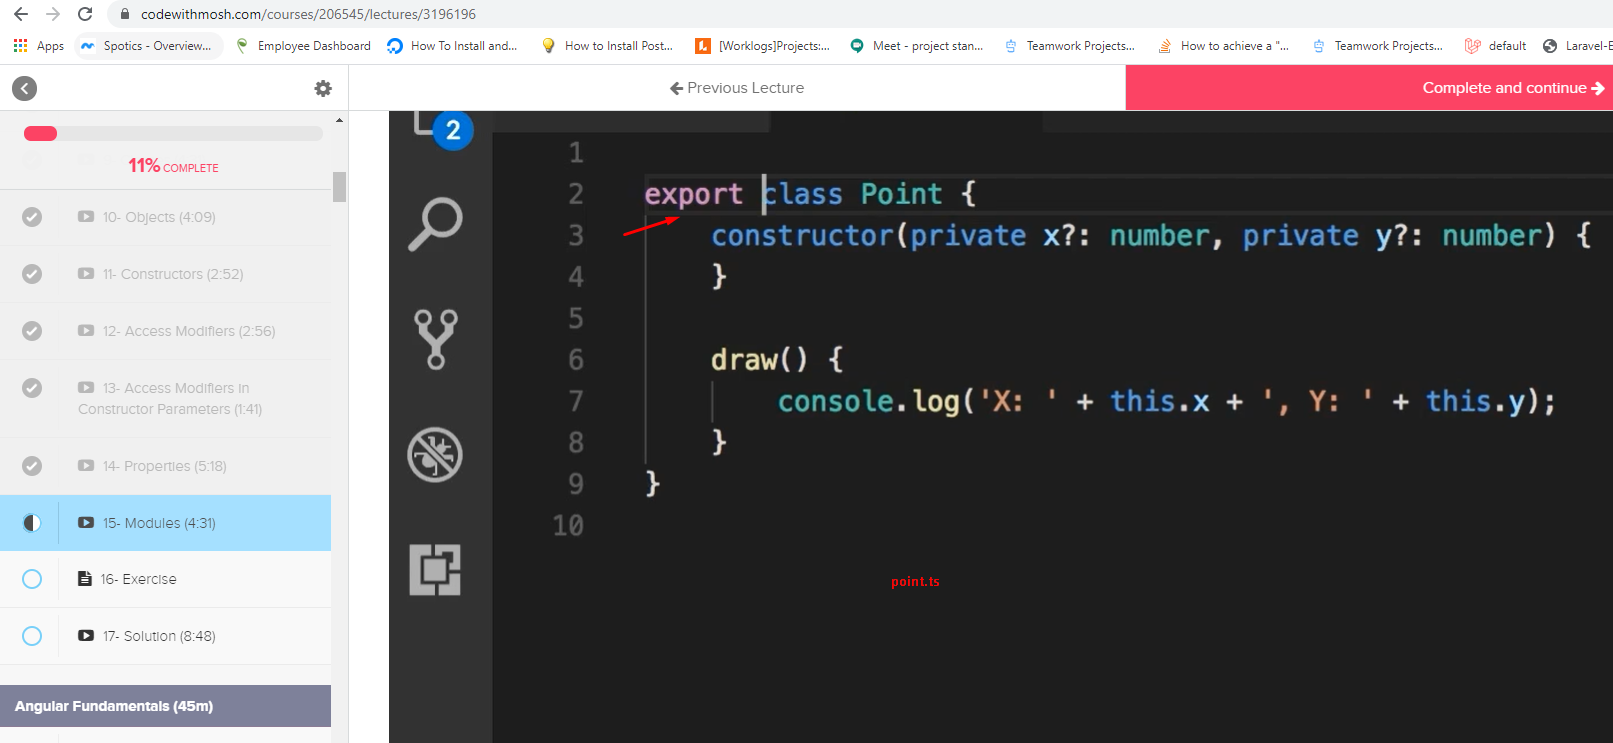 codewithmosh.com/courses/206545/lectures/3196196
Apps Spotics - Overview... Employee Dashboard How To Install and... How to Install Post... [Worklogs]Projects:... Meet - project stan... Teamwork Projects... How to achieve a "... Teamwork Projects... default Laravel-E
Previous Lecture
Complete and continue
11% COMPLETE
10- Objects (4:09)
11- Constructors (2:52)
12- Access Modifiers (2:56)
13- Access Modifiers in
Constructor Parameters (1:41)
14- Properties (5:18)
15- Modules (4:31)
16- Exercise
17- Solution (8:48)
Angular Fundamentals (45m)
2
1
2 export class Point {
3 constructor(private x?: number, private y?: number) {
4 }
5
6 draw() {
7 console.log('X: ' + this.x + ', Y: ' + this.y);
8 }
9 }
10
point.ts